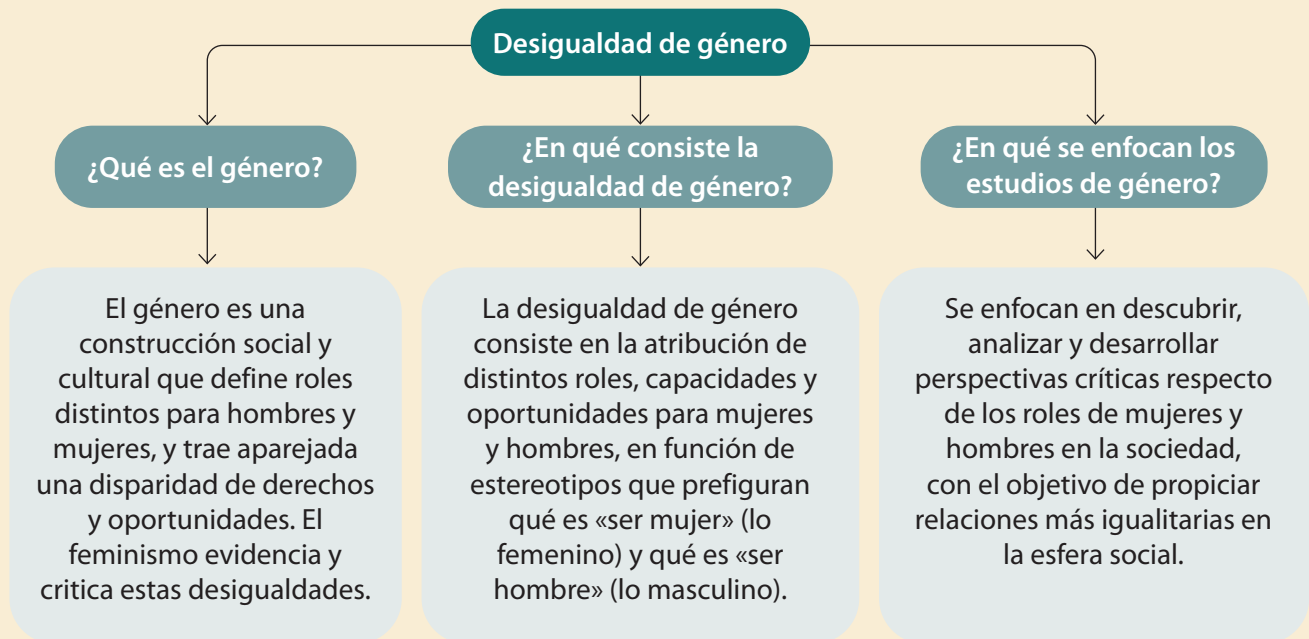 Desigualdad de género
¿Qué es el género?
El género es una
construcción social y
cultural que define roles
distintos para hombres y
mujeres, y trae aparejada
una disparidad de derechos
y oportunidades. El
feminismo evidencia y
critica estas desigualdades.
¿En qué consiste la
desigualdad de género?
La desigualdad de género
consiste en la atribución de
distintos roles, capacidades y
oportunidades para mujeres
y hombres, en función de
estereotipos que prefiguran
qué es «ser mujer» (lo
femenino) y qué es «ser
hombre» (lo masculino).
¿En qué se enfocan los
estudios de género?
Se enfocan en descubrir,
analizar y desarrollar
perspectivas críticas respecto
de los roles de mujeres y
hombres en la sociedad,
con el objetivo de propiciar
relaciones más igualitarias en
la esfera social.